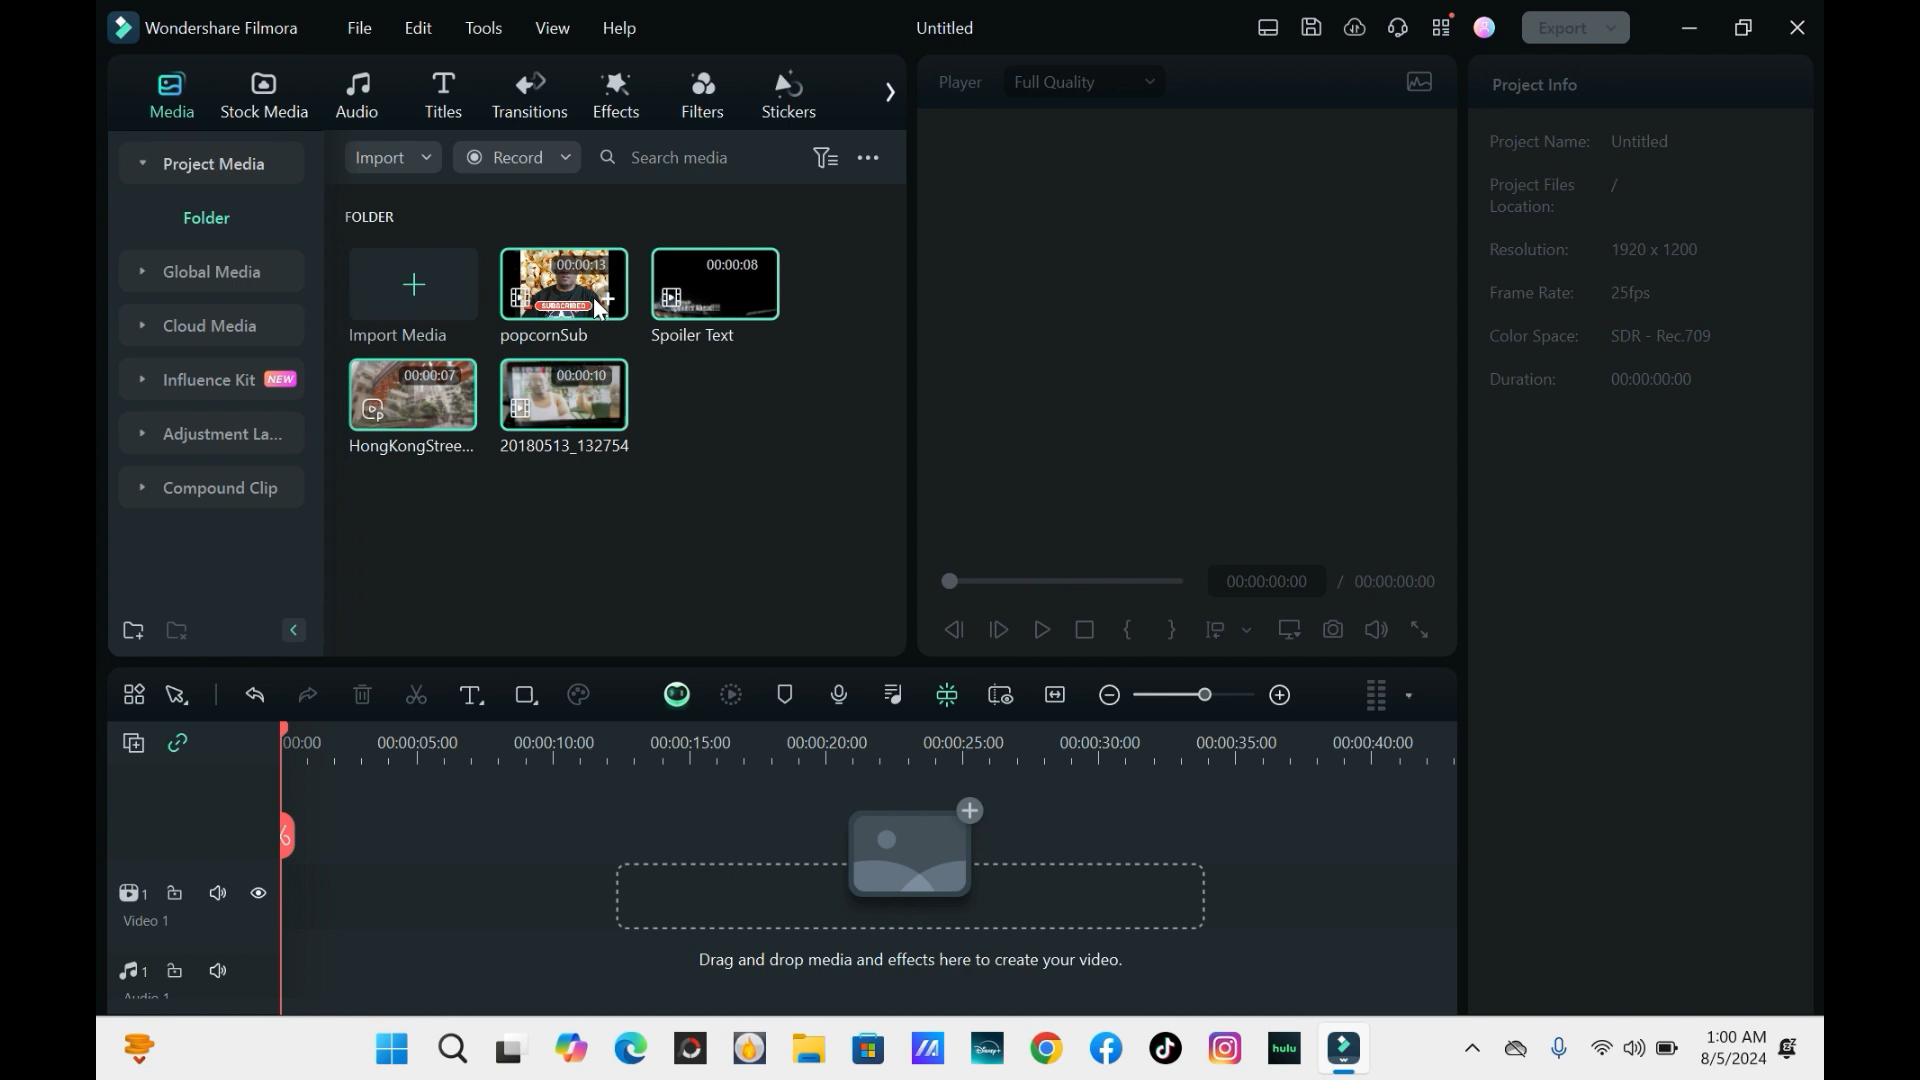 Wondershare Filmora File Edit Tools View Help Untitled Export
Media Stock Media Audio Titles Transitions Effects Filters Stickers
Player Full Quality
Project Info
Project Media
Import Record Search media
Folder
FOLDER
Global Media
Cloud Media
Influence Kit NEW
Adjustment La...
Compound Clip
00:00:13
SUBSCRIBED
00:00:08
Import Media popcornSub Spoiler Text
00:00:07 00:00:10
HongKongStree... 20180513_132754
Project Name: Untitled
Project Files Location: /
Resolution: 1920 x 1200
Frame Rate: 25fps
Color Space: SDR - Rec.709
Duration: 00:00:00:00
00:00:00:00 / 00:00:00:00
00:00 00:00:05:00 00:00:10:00 00:00:15:00 00:00:20:00 00:00:25:00 00:00:30:00 00:00:35:00 00:00:40:00
1
Video 1
Drag and drop media and effects here to create your video.
1
Audio 1
Disney+ hulu
1:00 AM
8/5/2024